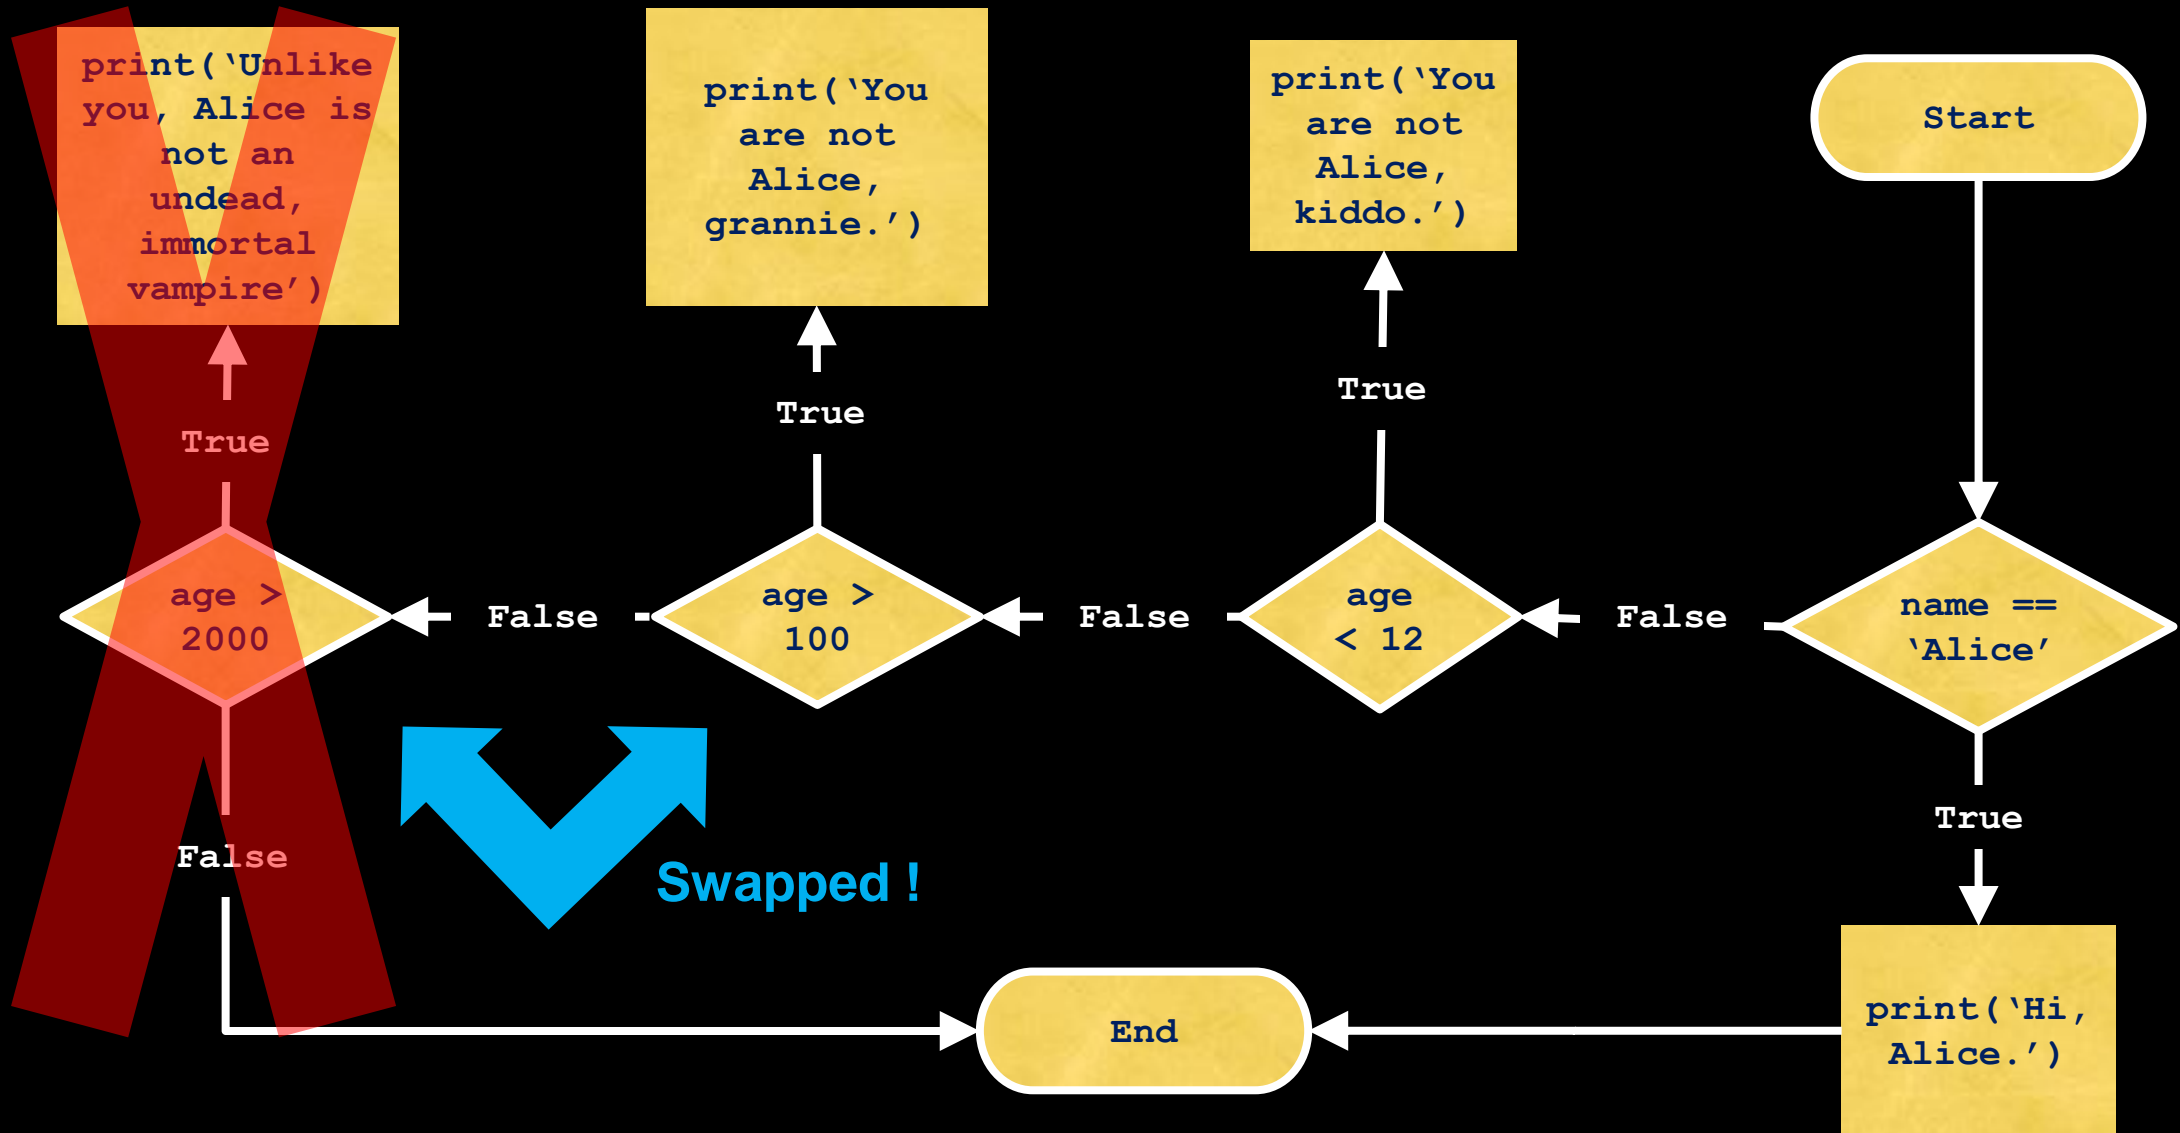 print(‘Unlike
you, Alice is
not an
undead,
immortal
vampire’)
print(‘You
are not
Alice,
grannie.’)
print(‘You
are not
Alice,
kiddo.’)
Start
True
True
True
age >
2000
False
age >
100
False
age
< 12
False
name ==
‘Alice’
True
False
Swapped !
End
print(‘Hi,
Alice.’)